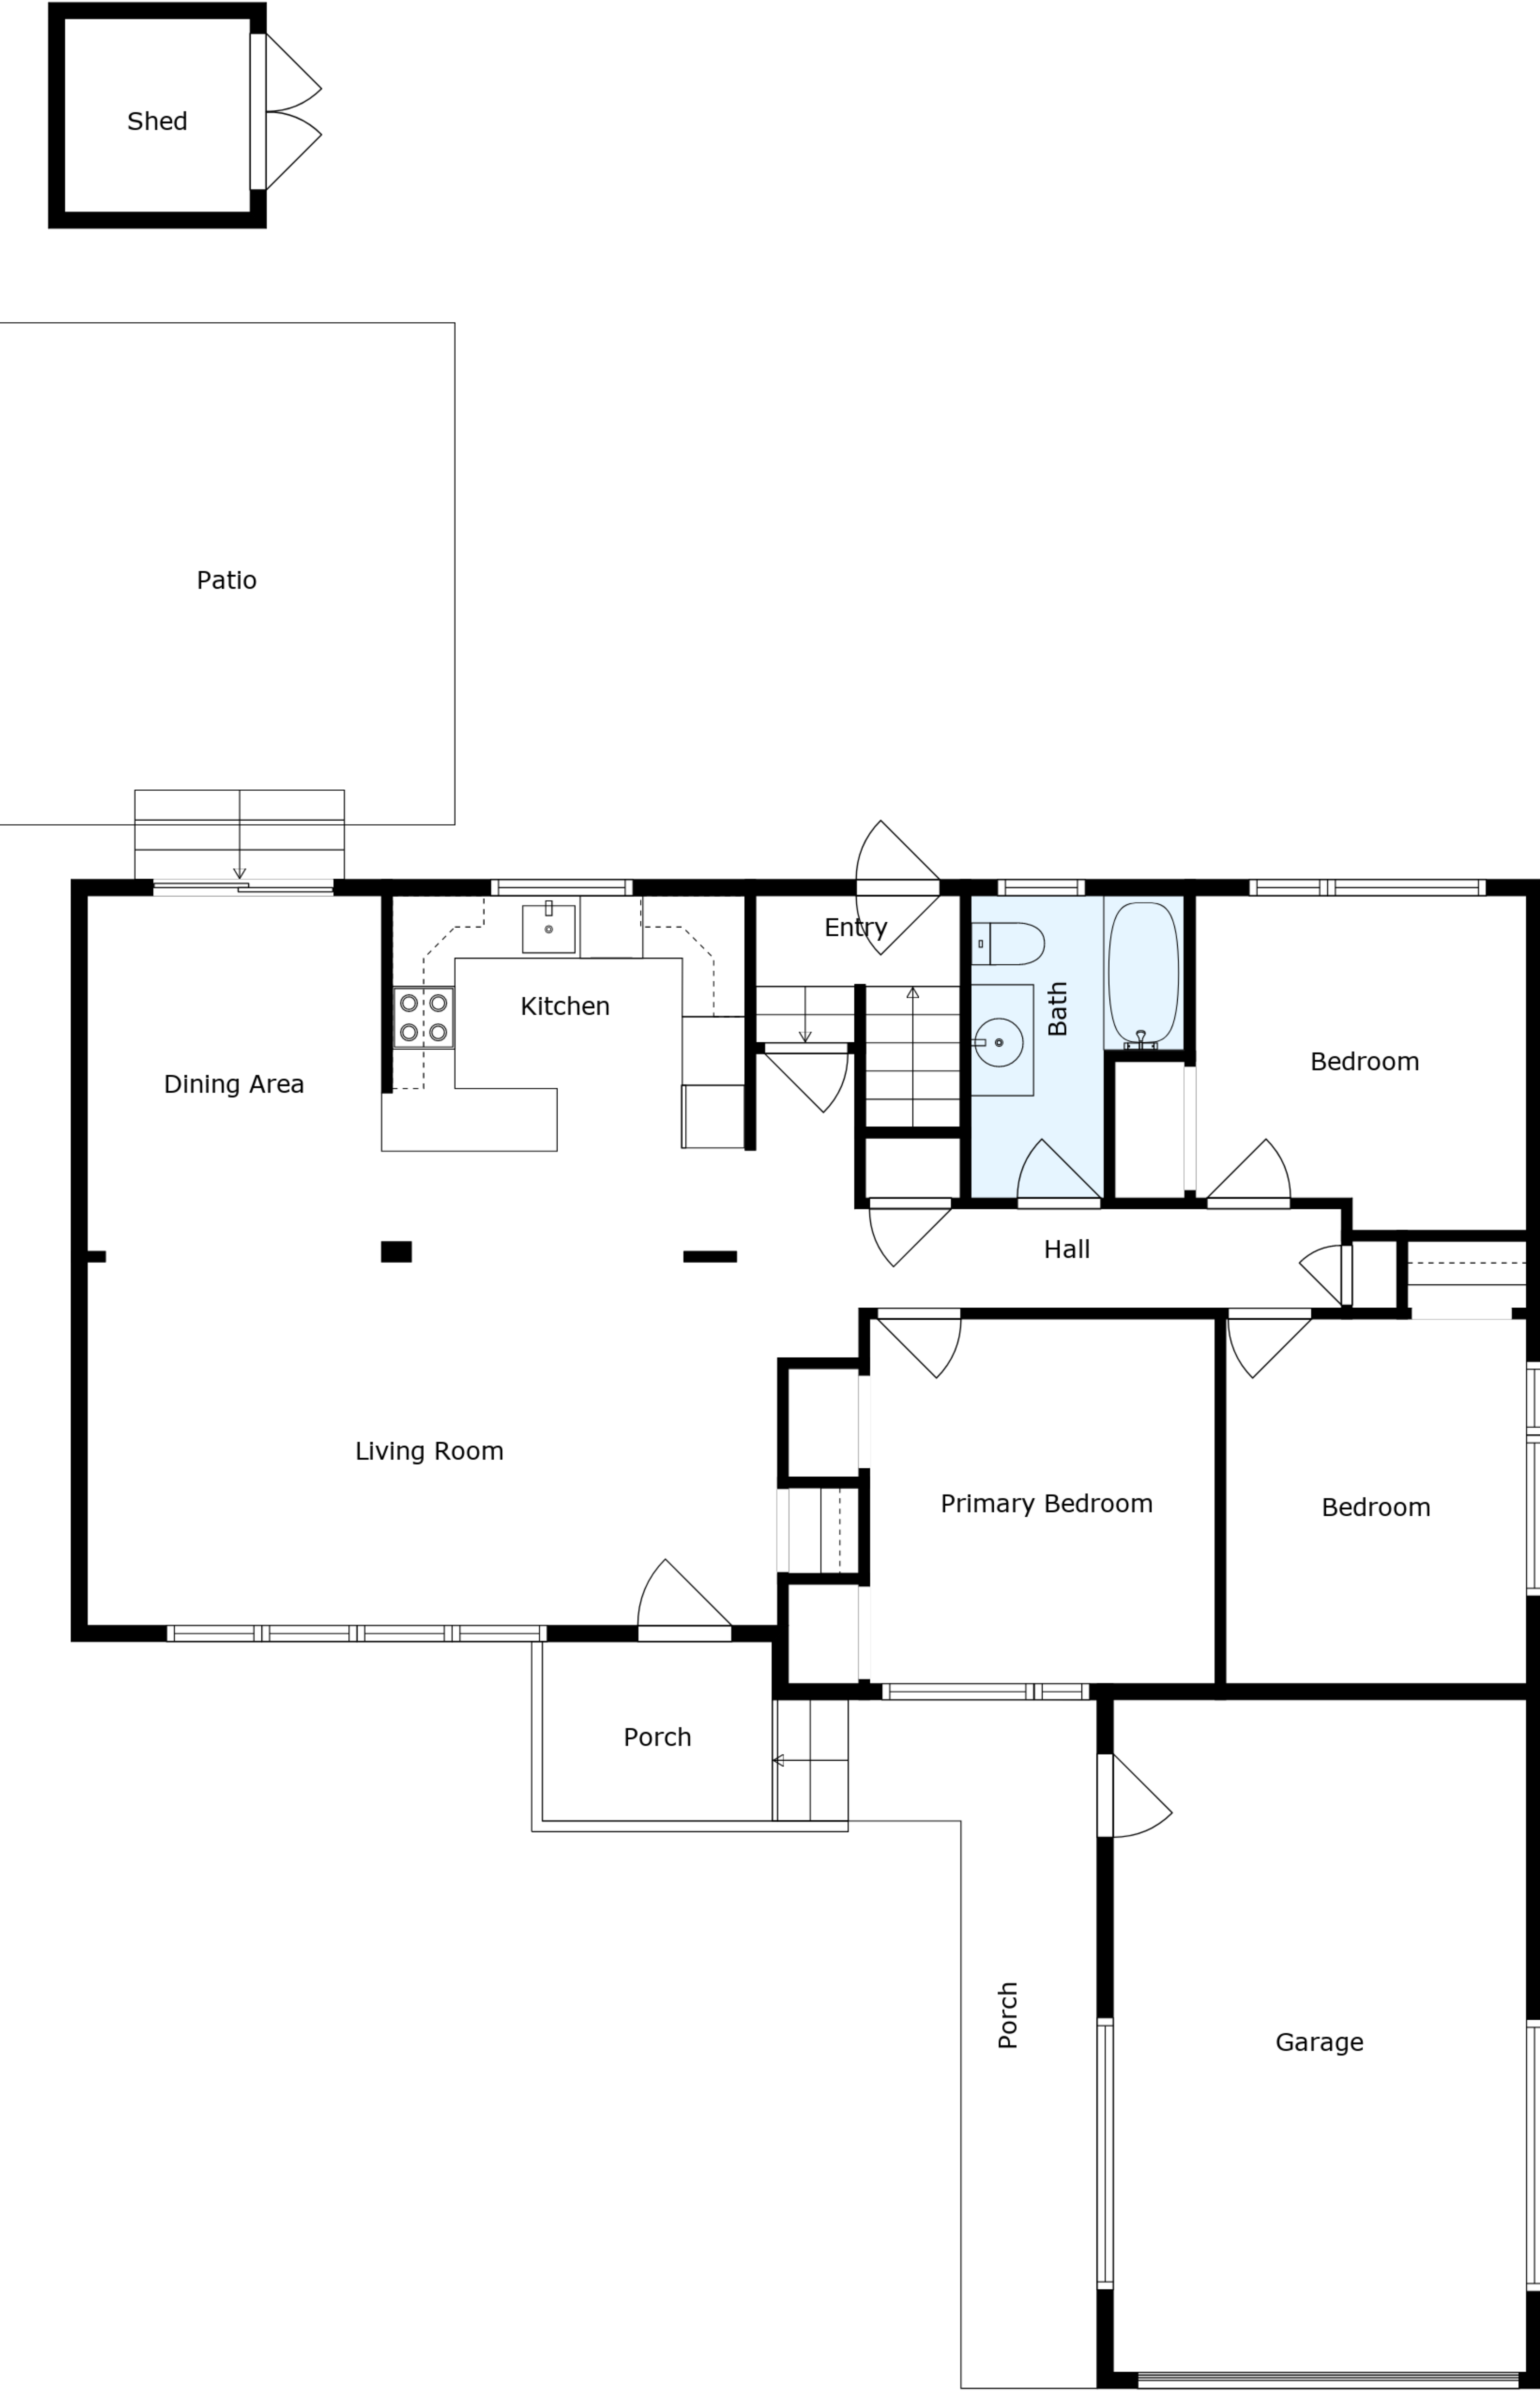 Shed
Patio
Entry
Kitchen
Bath
Bedroom
Dining Area
Hall
Living Room
Primary Bedroom
Bedroom
Porch
Porch
Garage